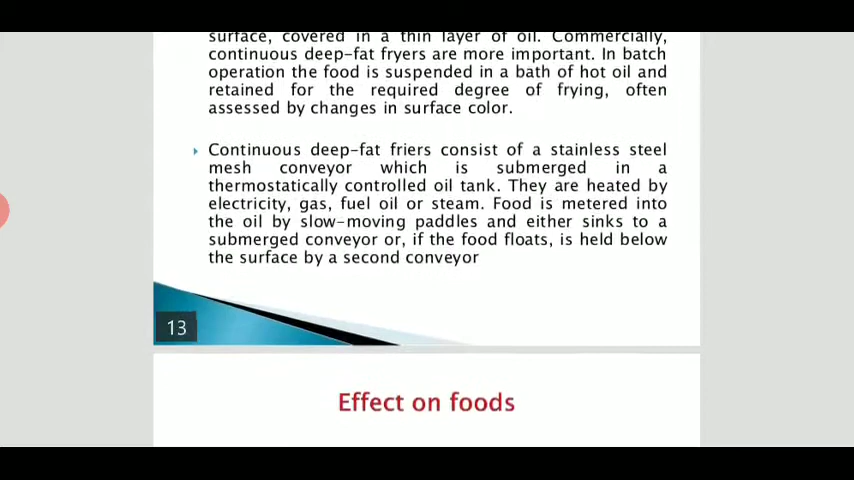 surface, covered in a thin layer of oil. Commercially,
continuous deep-fat fryers are more important. In batch
operation the food is suspended in a bath of hot oil and
retained for the required degree of frying, often
assessed by changes in surface color.
Continuous deep-fat friers consist of a stainless steel
mesh conveyor which is submerged in a
thermostatically controlled oil tank. They are heated by
electricity, gas, fuel oil or steam. Food is metered into
the oil by slow-moving paddles and either sinks to a
submerged conveyor or, if the food floats, is held below
the surface by a second conveyor
13
Effect on foods